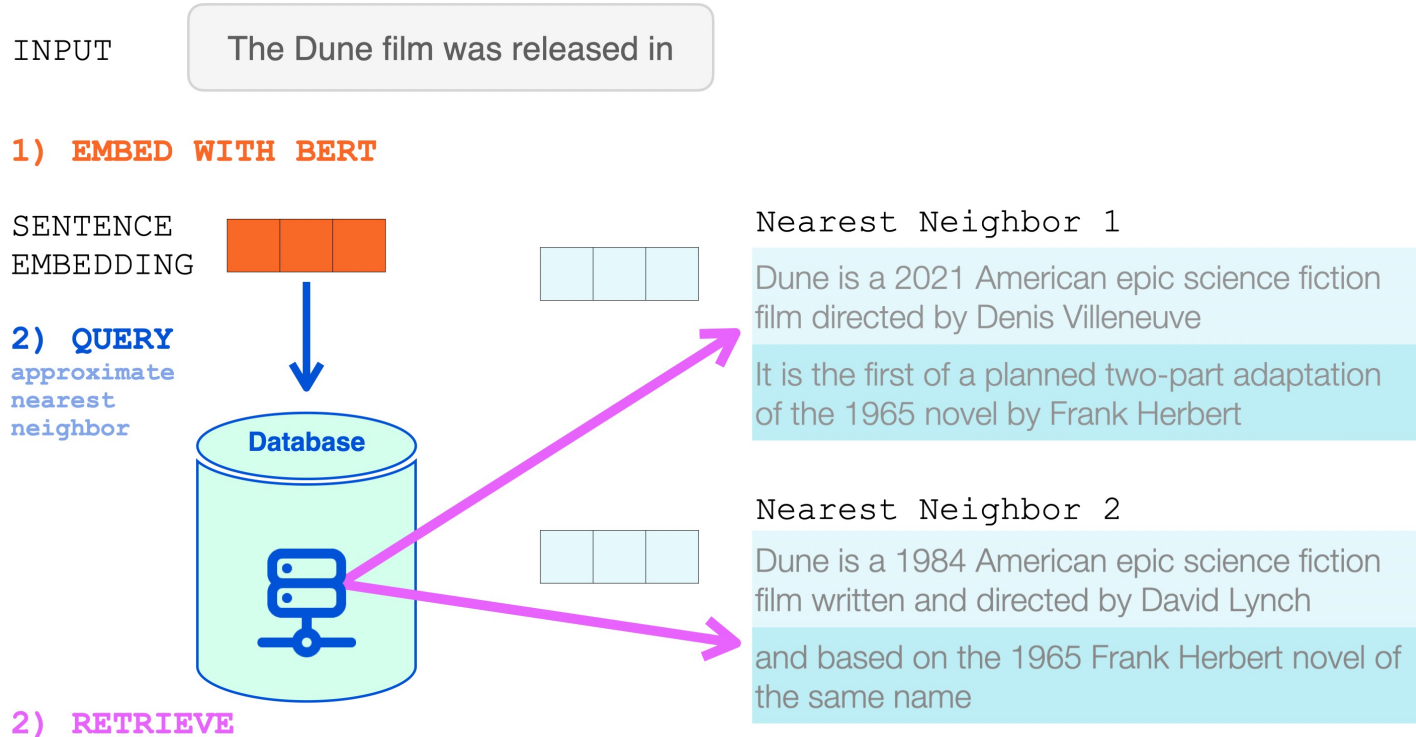 INPUT
The Dune film was released in
1) EMBED WITH BERT
SENTENCE
EMBEDDING
2) QUERY
approximate
nearest
neighbor
Database
2) RETRIEVE
Nearest Neighbor 1
Dune is a 2021 American epic science fiction
film directed by Denis Villeneuve
It is the first of a planned two-part adaptation
of the 1965 novel by Frank Herbert
Nearest Neighbor 2
Dune is a 1984 American epic science fiction
film written and directed by David Lynch
and based on the 1965 Frank Herbert novel of
the same name